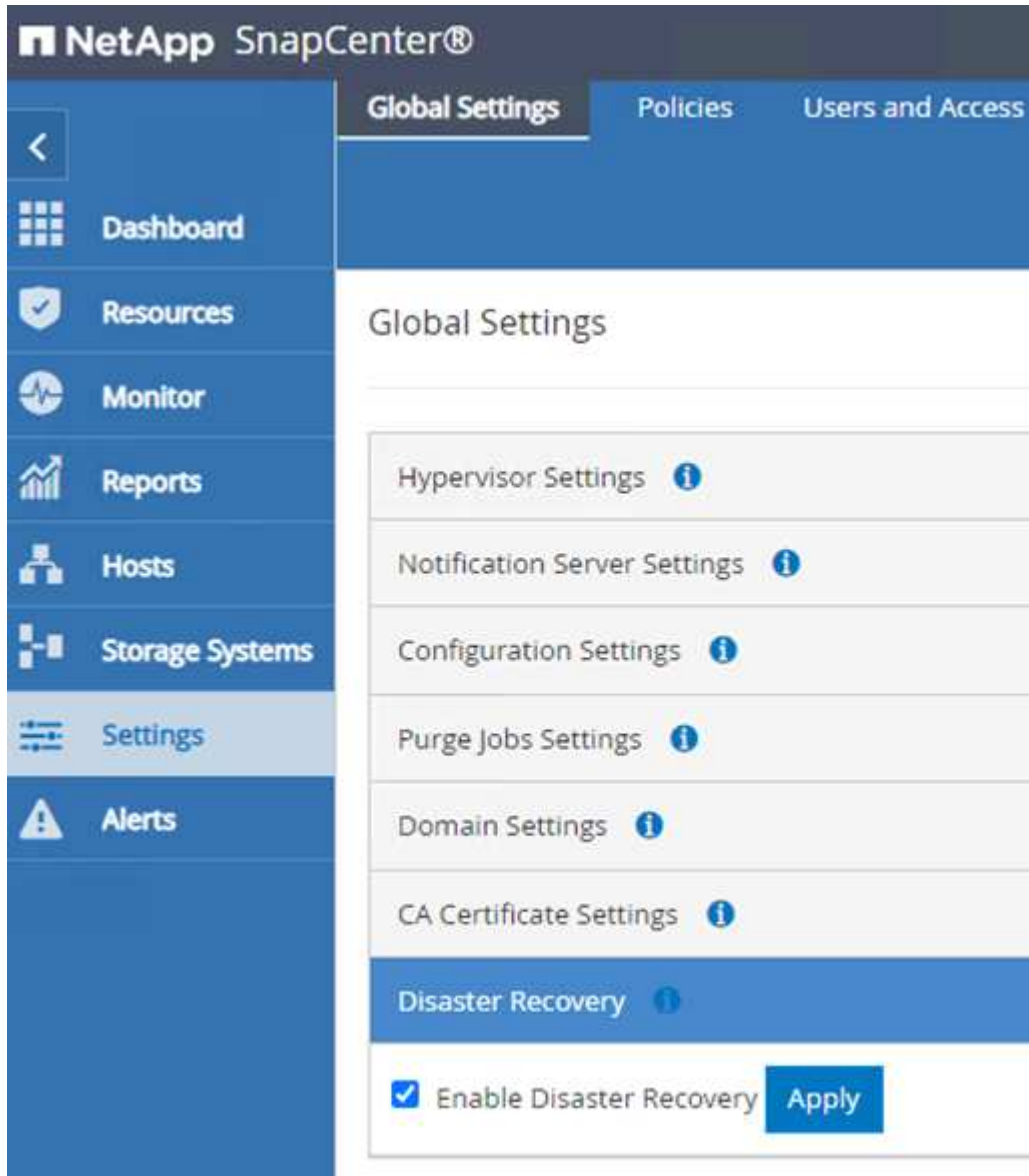 NetApp SnapCenter®
Global Settings Policies Users and Access
Dashboard
Resources
Monitor
Reports
Hosts
Storage Systems
Settings
Alerts
Global Settings
Hypervisor Settings
Notification Server Settings
Configuration Settings
Purge Jobs Settings
Domain Settings
CA Certificate Settings
Disaster Recovery
Enable Disaster Recovery Apply